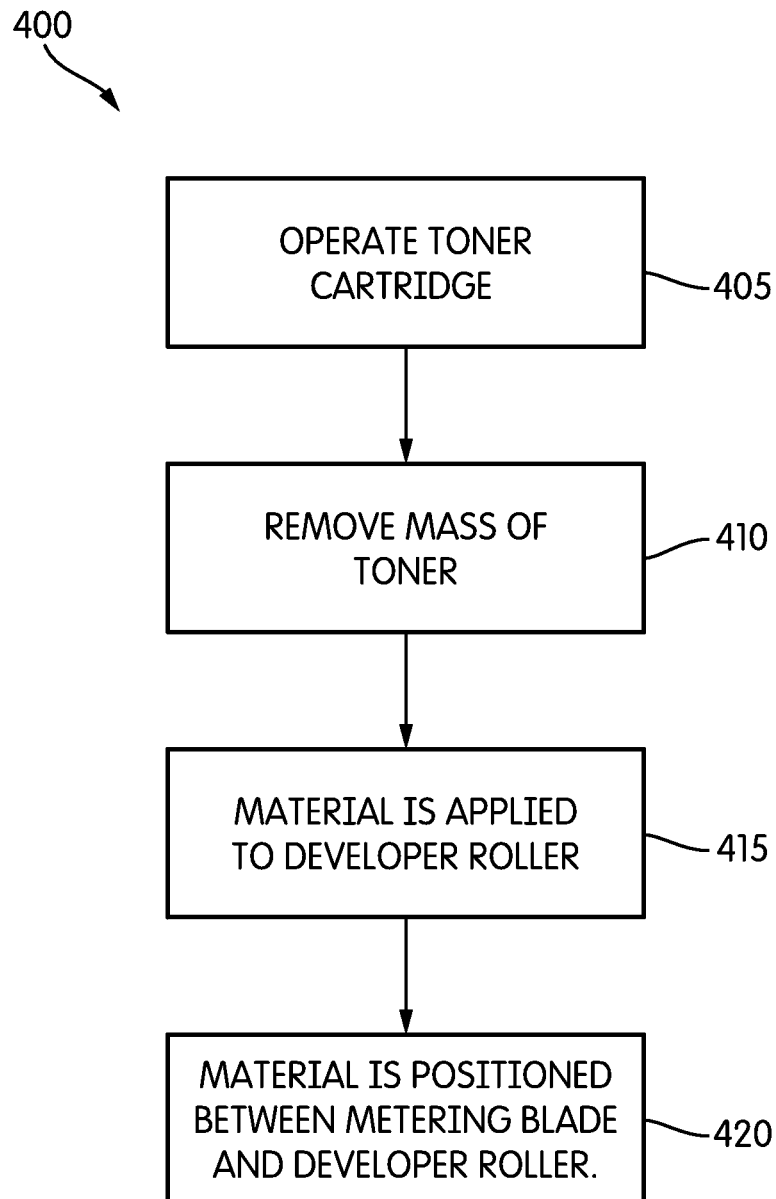 400
OPERATE TONER
CARTRIDGE
405
REMOVE MASS OF
TONER
410
MATERIAL IS APPLIED
TO DEVELOPER ROLLER
415
MATERIAL IS POSITIONED
BETWEEN METERING BLADE
AND DEVELOPER ROLLER.
420